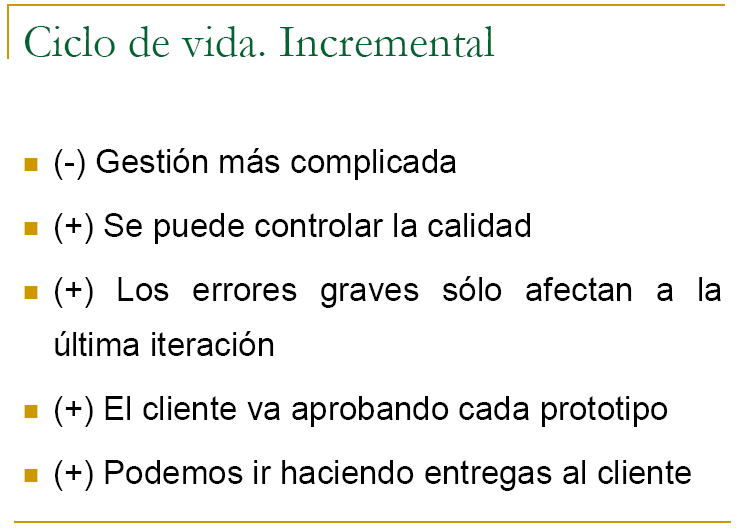 Ciclo de vida. Incremental
(-) Gestión más complicada
(+) Se puede controlar la calidad
(+) Los errores graves sólo afectan a la
última iteración
(+) El cliente va aprobando cada prototipo
(+) Podemos ir haciendo entregas al cliente